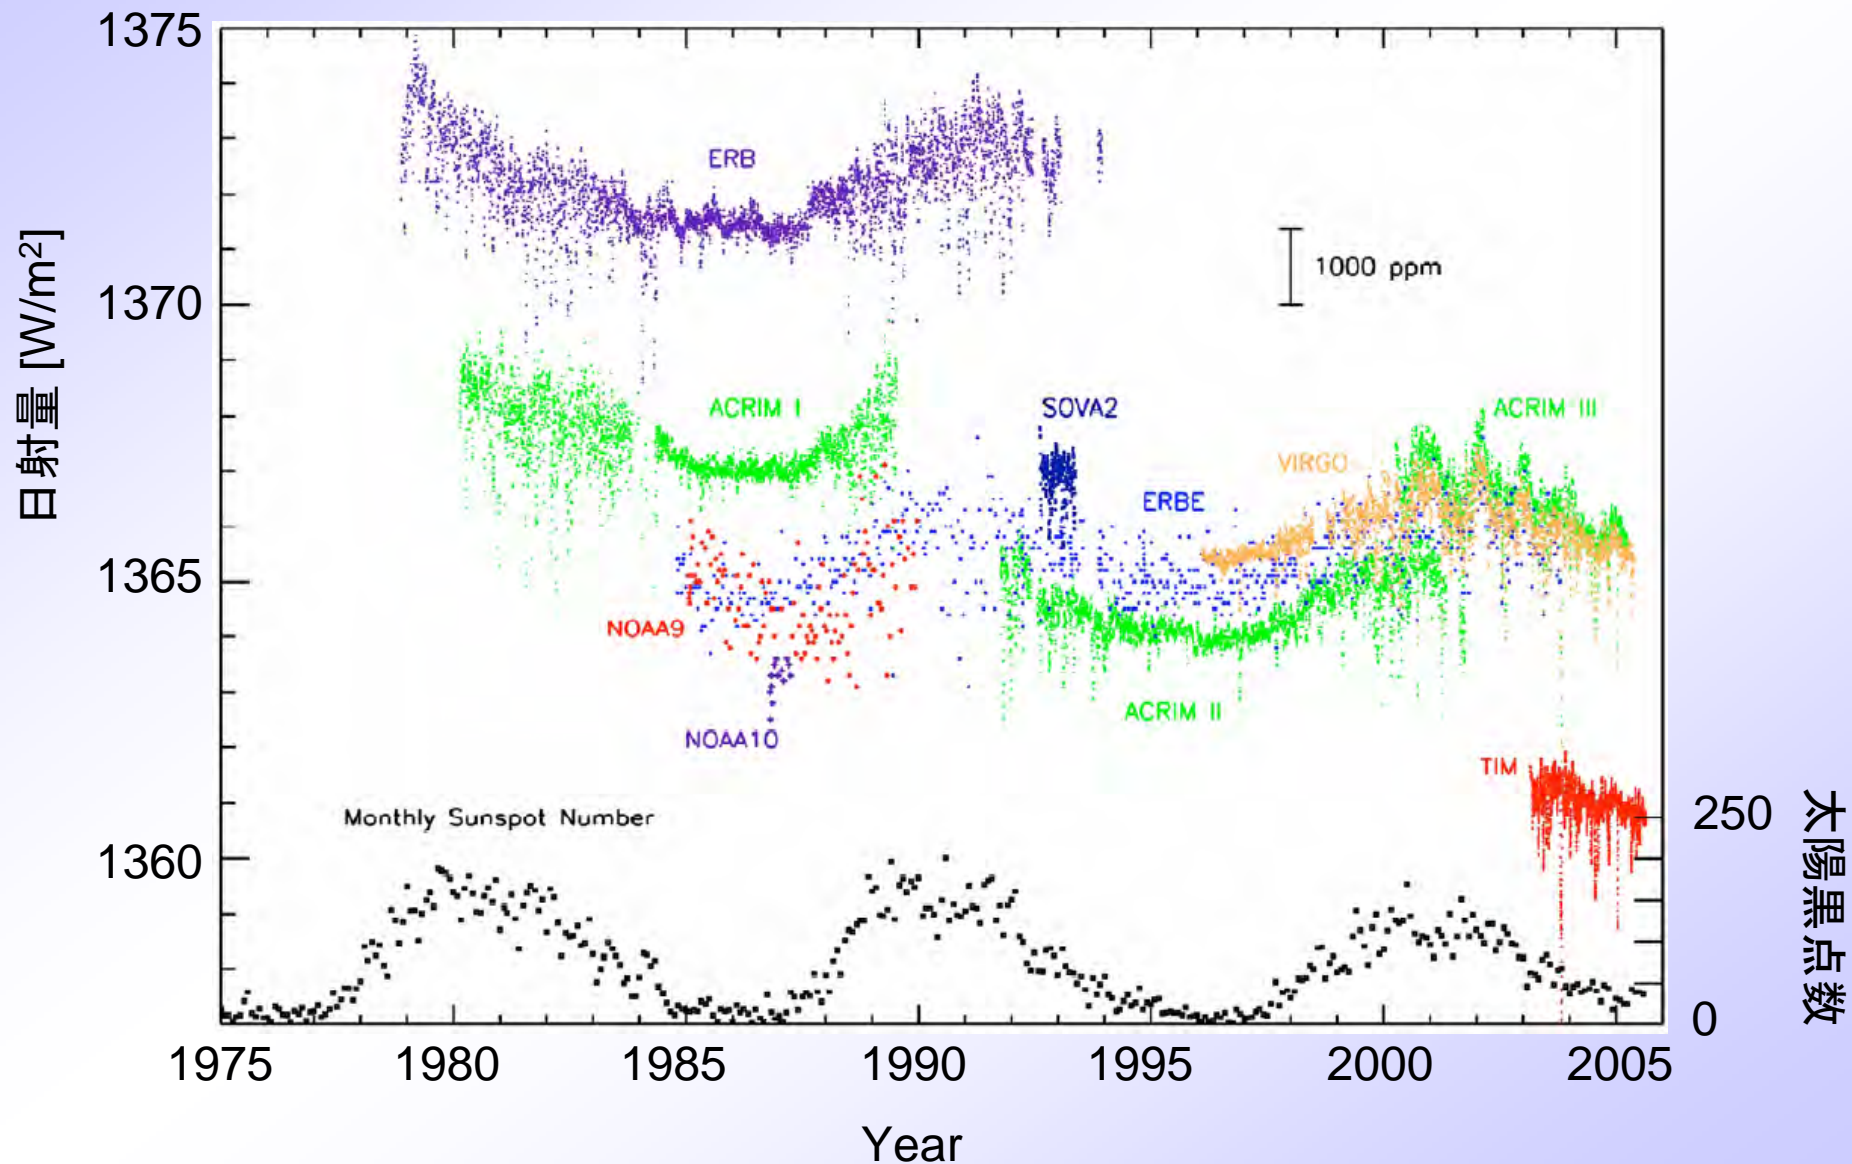 1375
1370
1365
1360
日射量 [W/m²]
ERB
1000 ppm
ACRIM I
SOVA2
ACRIM III
VIRGO
ERBE
NOAA9
NOAA10
ACRIM II
TIM
Monthly Sunspot Number
250
0
太陽黒点数
1975
1980
1985
1990
1995
2000
2005
Year